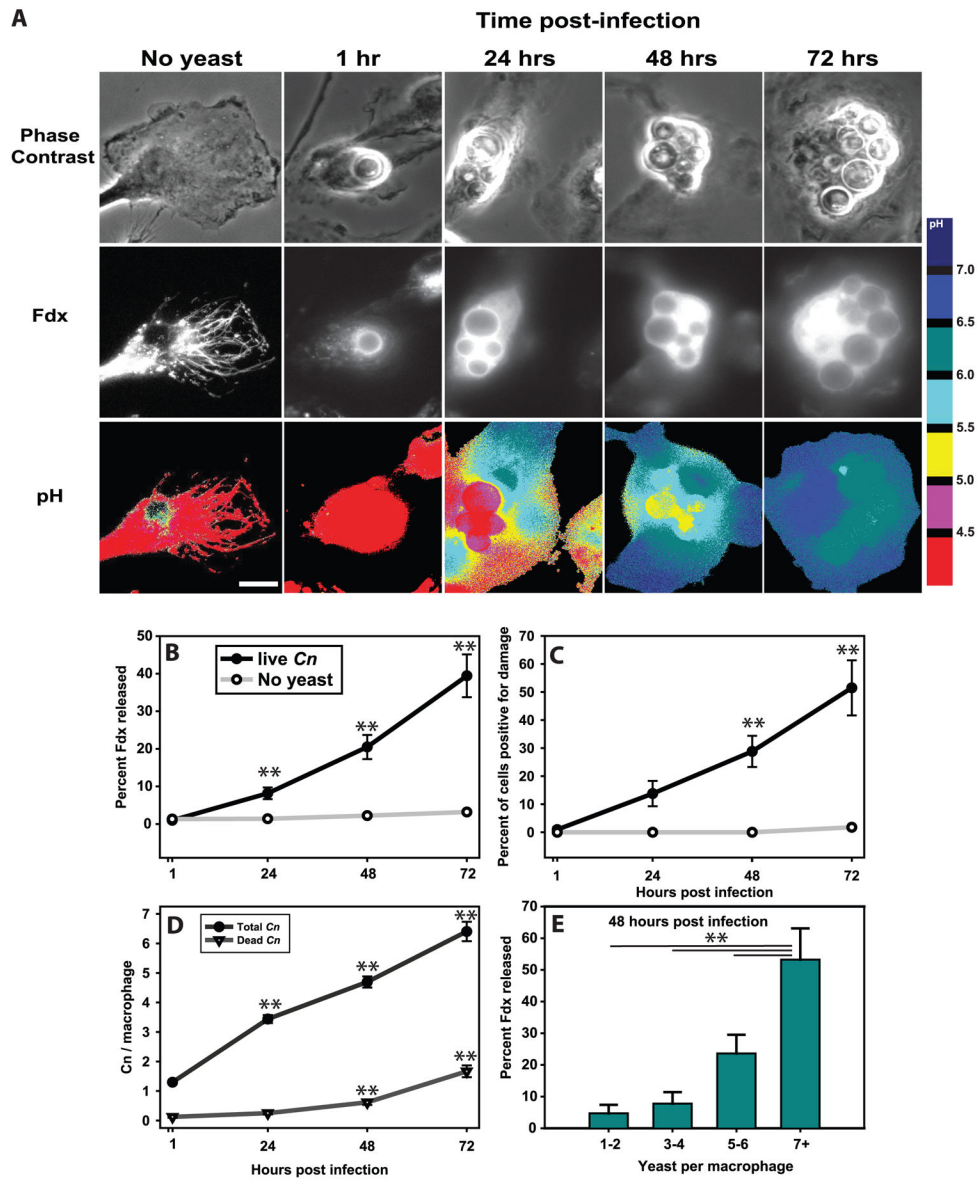 A
Time post-infection
No yeast 1 hr 24 hrs 48 hrs 72 hrs
Phase
Contrast
Fdx
pH
pH
7.0
6.5
6.0
5.5
5.0
4.5
B
live Cn
No yeast
**
**
**
Percent Fdx released
50
40
30
20
10
0
1 24 48 72
C
**
**
Percent of cells positive for damage
70
60
50
40
30
20
10
0
1 24 48 72
Hours post infection
D
Total Cn
Dead Cn
**
**
**
**
**
Cn / macrophage
7
6
5
4
3
2
1
0
1 24 48 72
Hours post infection
E
48 hours post infection
**
Percent Fdx released
70
60
50
40
30
20
10
0
1-2 3-4 5-6 7+
Yeast per macrophage